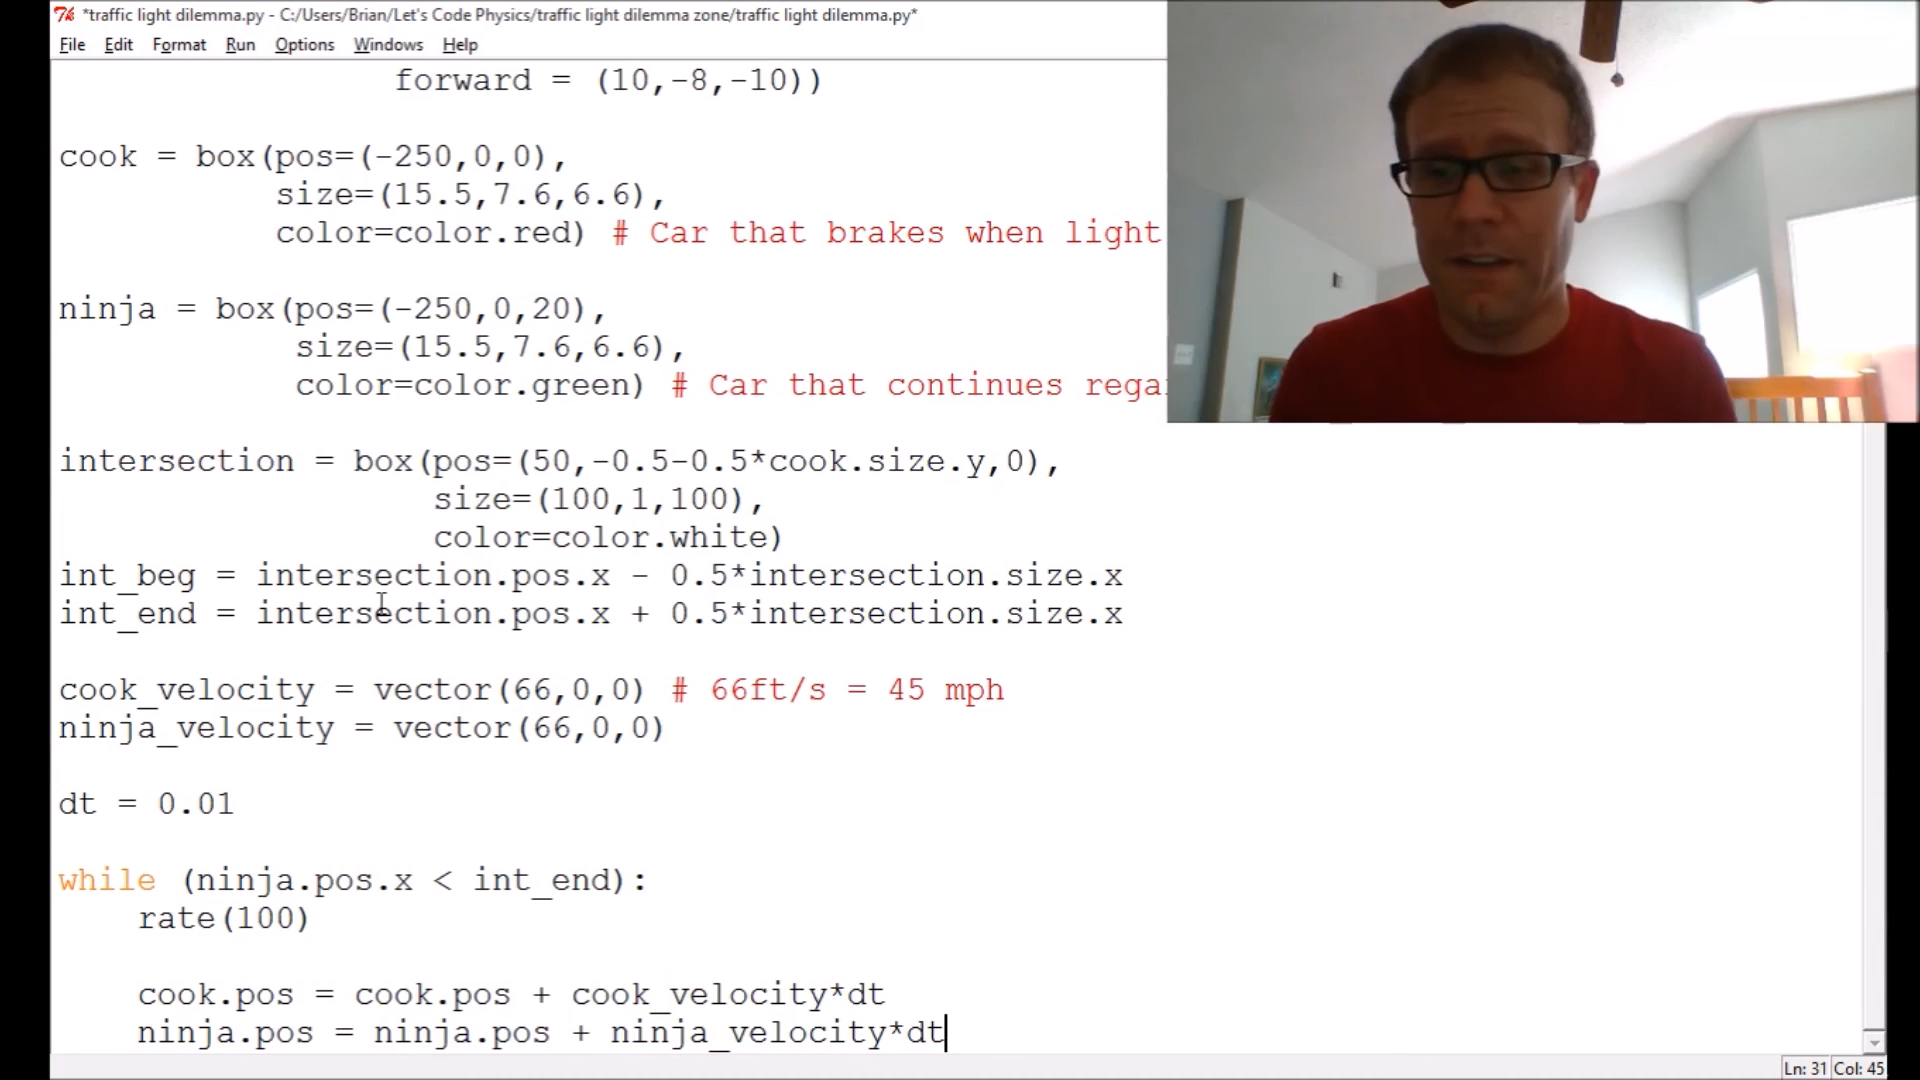 *traffic light dilemma.py - C:/Users/Brian/Let's Code Physics/traffic light dilemma zone/traffic light dilemma.py*
File Edit Format Run Options Windows Help
forward = (10,-8,-10))
cook = box(pos=(-250,0,0),
size=(15.5,7.6,6.6),
color=color.red) # Car that brakes when light
ninja = box(pos=(-250,0,20),
size=(15.5,7.6,6.6),
color=color.green) # Car that continues rega
intersection = box(pos=(50,-0.5-0.5*cook.size.y,0),
size=(100,1,100),
color=color.white)
int_beg = intersection.pos.x - 0.5*intersection.size.x
int_end = intersection.pos.x + 0.5*intersection.size.x
cook_velocity = vector(66,0,0) # 66ft/s = 45 mph
ninja_velocity = vector(66,0,0)
dt = 0.01
while (ninja.pos.x < int_end):
rate(100)
cook.pos = cook.pos + cook_velocity*dt
ninja.pos = ninja.pos + ninja_velocity*dt
Ln: 31 Col: 45